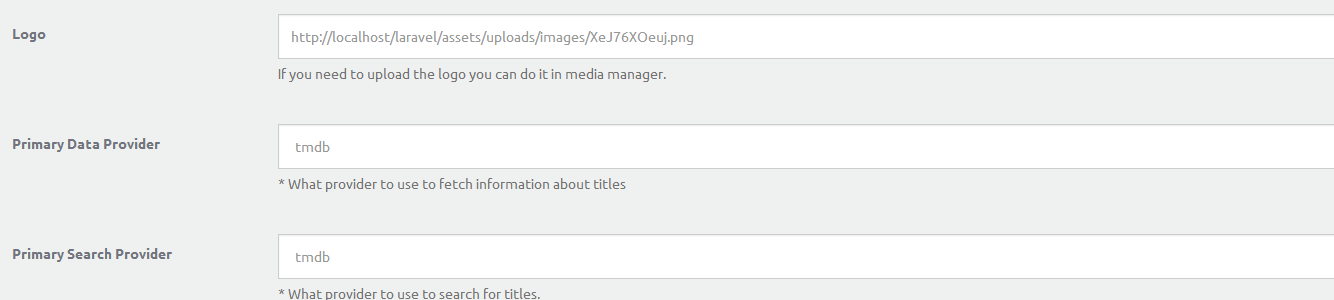 Logo
http://localhost/laravel/assets/uploads/images/XeJ76XOeuj.png
If you need to upload the logo you can do it in media manager.
Primary Data Provider
tmdb
* What provider to use to fetch information about titles
Primary Search Provider
tmdb
* What provider to use to search for titles.